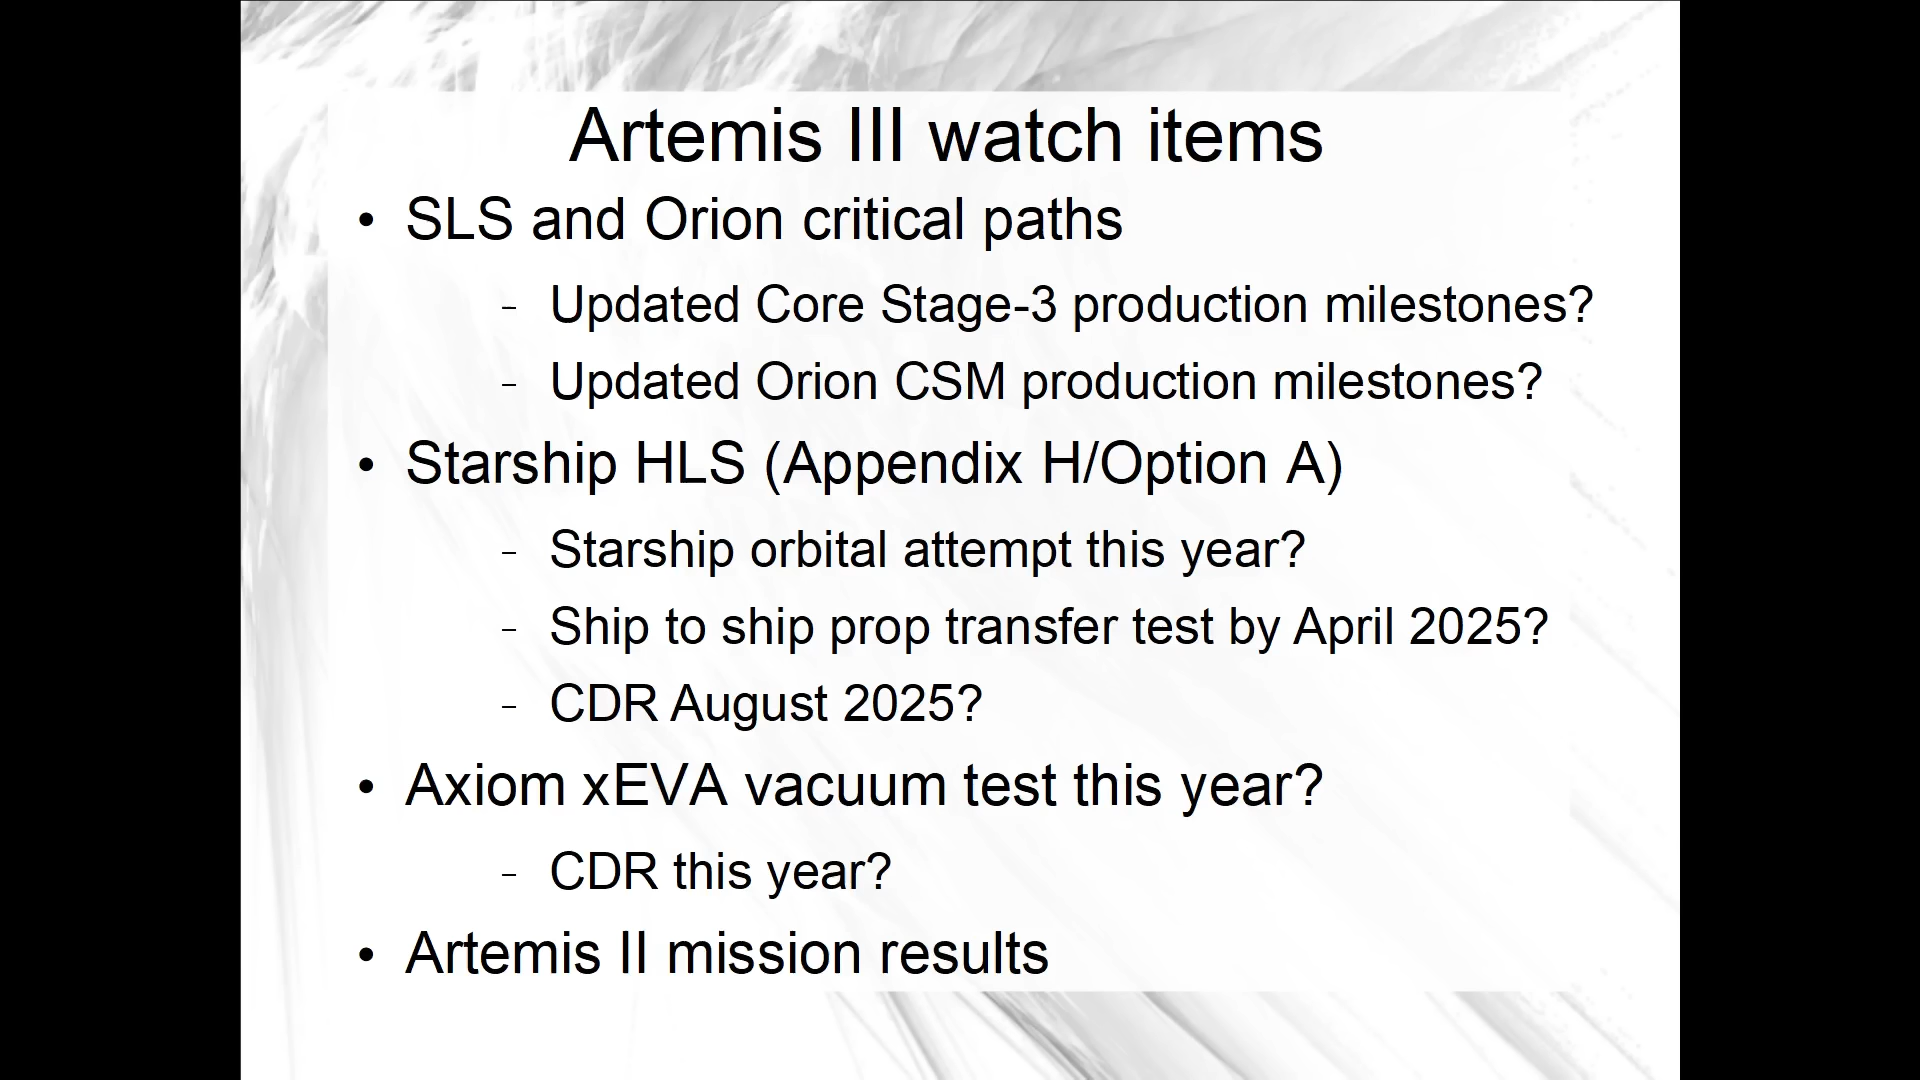 Artemis III watch items
• SLS and Orion critical paths
– Updated Core Stage-3 production milestones?
– Updated Orion CSM production milestones?
• Starship HLS (Appendix H/Option A)
– Starship orbital attempt this year?
– Ship to ship prop transfer test by April 2025?
– CDR August 2025?
• Axiom xEVA vacuum test this year?
– CDR this year?
• Artemis II mission results